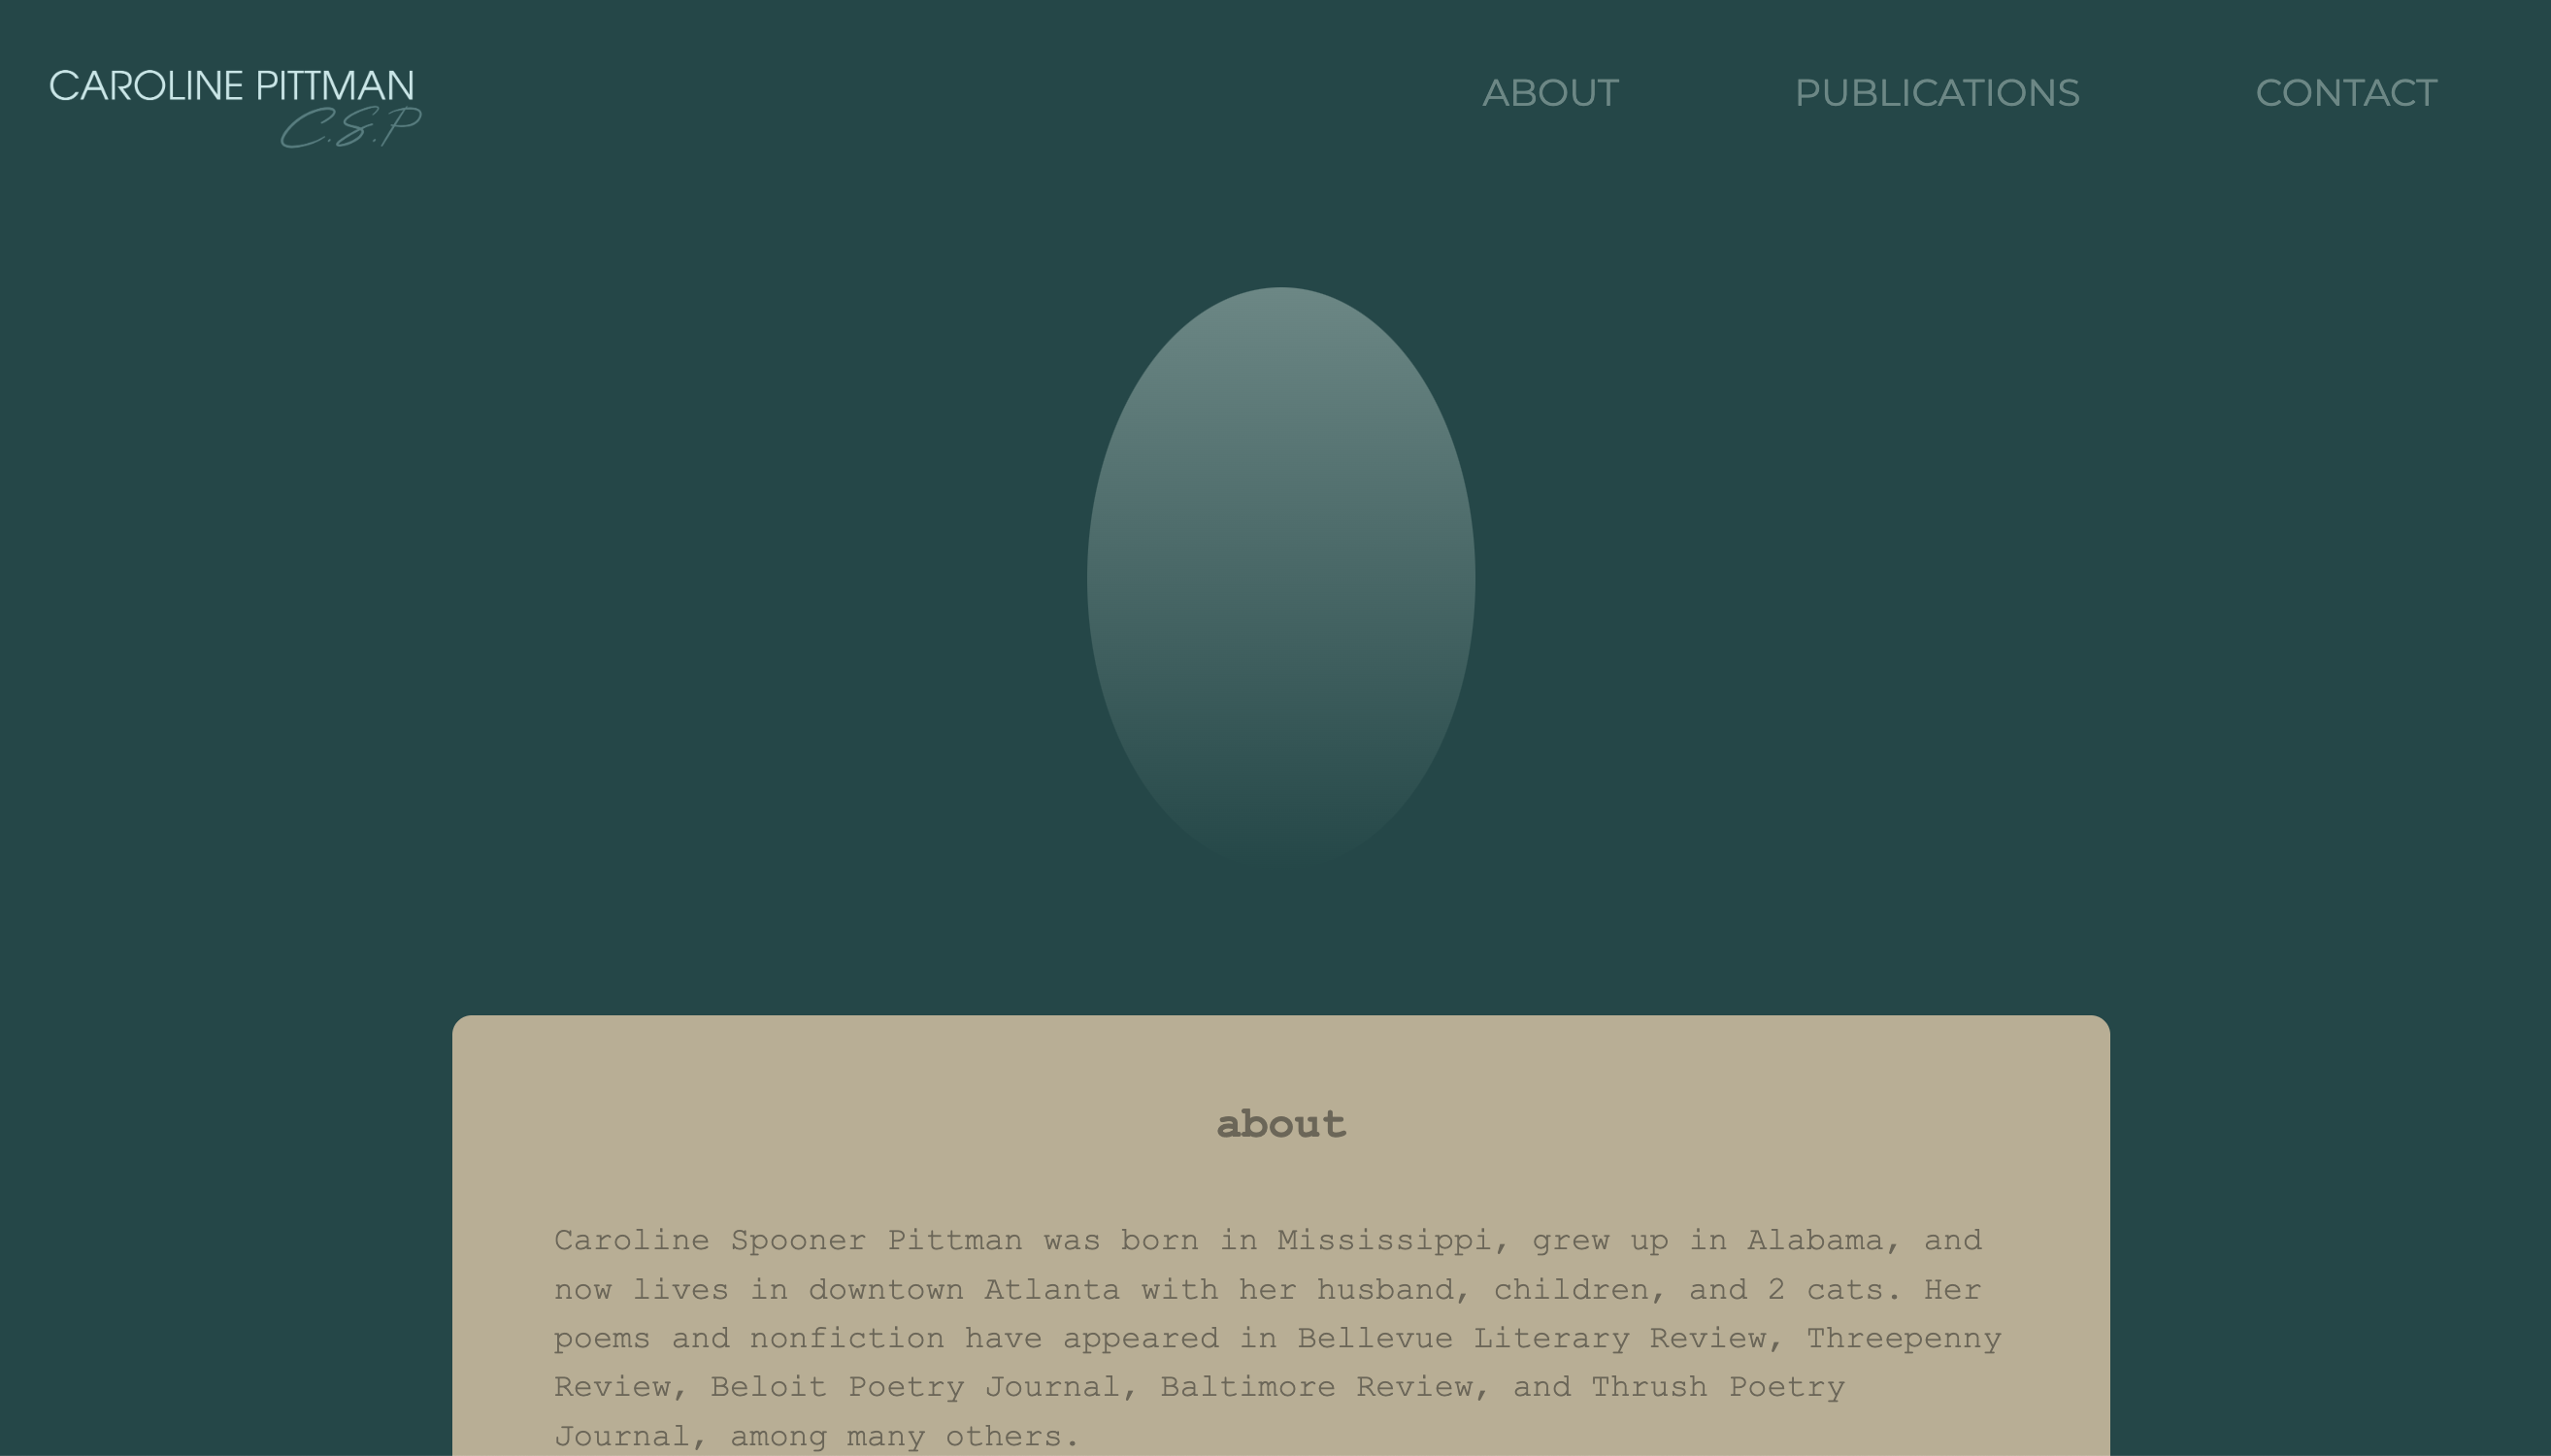 CAROLINE PITTMAN
C.S.P
ABOUT
PUBLICATIONS
CONTACT
about
Caroline Spooner Pittman was born in Mississippi, grew up in Alabama, and
now lives in downtown Atlanta with her husband, children, and 2 cats. Her
poems and nonfiction have appeared in Bellevue Literary Review, Threepenny
Review, Beloit Poetry Journal, Baltimore Review, and Thrush Poetry
Journal, among many others.